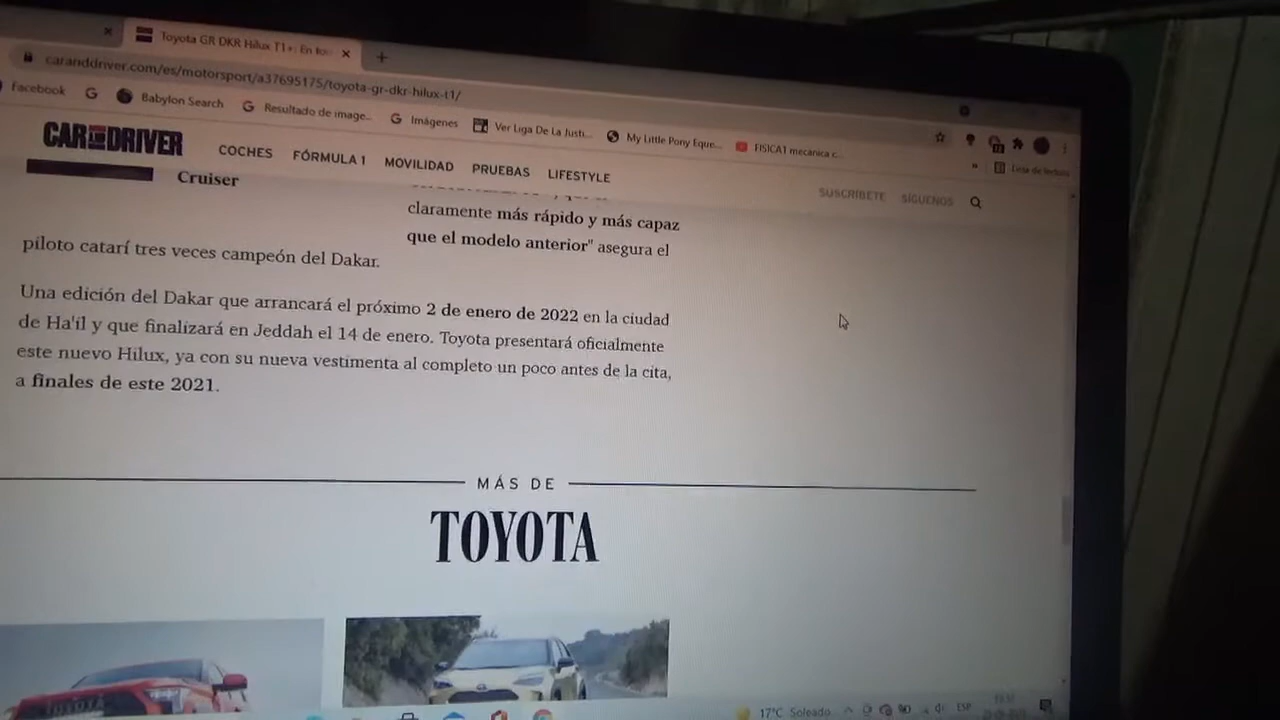 Toyota GR DKR Hilux T1+: En
caranddriver.com/es/motorsport/a37695175/toyota-gr-dkr-hilux-t1/
Facebook
Babylon Search
Resultado de image...
Imágenes
Ver Liga De La Justi...
My Little Pony Eque...
FISICA1 mecanica c...
Lista de lectura
CAR AND DRIVER
COCHES
FÓRMULA 1
MOVILIDAD
PRUEBAS
LIFESTYLE
SUSCRÍBETE
SÍGUENOS
Cruiser
claramente más rápido y más capaz
que el modelo anterior" asegura el
piloto catarí tres veces campeón del Dakar.
Una edición del Dakar que arrancará el próximo 2 de enero de 2022 en la ciudad
de Ha'il y que finalizará en Jeddah el 14 de enero. Toyota presentará oficialmente
este nuevo Hilux, ya con su nueva vestimenta al completo un poco antes de la cita,
a finales de este 2021.
MÁS DE
TOYOTA
TOYOTA
17°C Soleado
ESP